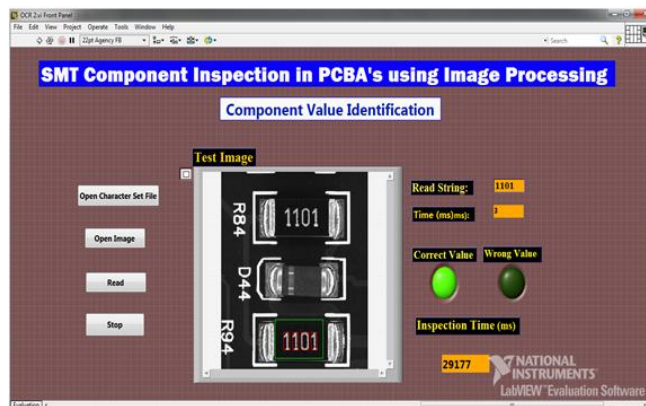 OCR 2.vi Front Panel
File Edit View Project Operate Tools Window Help
22pt Agency FB
Search
SMT Component Inspection in PCBA's using Image Processing
Component Value Identification
Test Image
Open Character Set File
Open Image
Read
Stop
R84
1101
D44
R94
1101
Read String:
1101
Time (ms)ms):
Correct Value
Wrong Value
Inspection Time (ms)
29177
NATIONAL
INSTRUMENTS
LabVIEW Evaluation Software
Evaluation